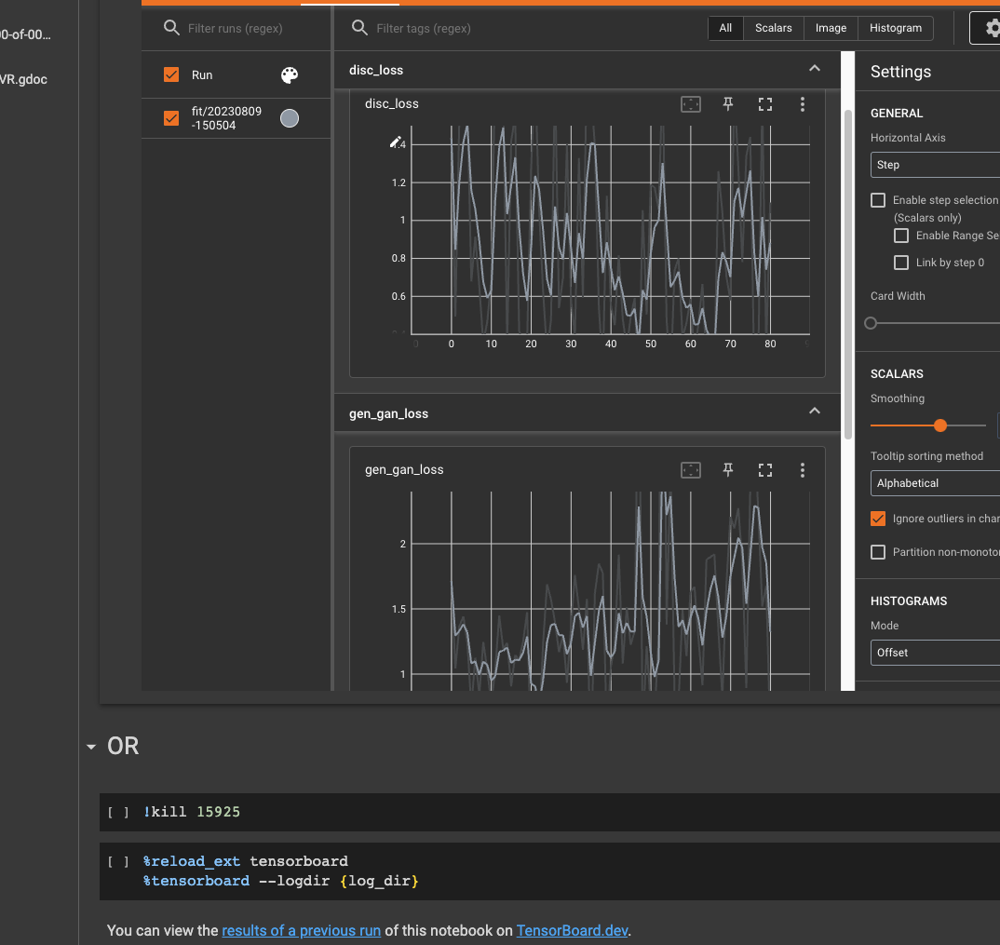 00-of-00...
VR.gdoc
Filter runs (regex)
Run
fit/20230809
-150504
Filter tags (regex)
All
Scalars
Image
Histogram
disc_loss
disc_loss
1.4
1.2
1
0.8
0.6
0
10
20
30
40
50
60
70
80
gen_gan_loss
gen_gan_loss
2
1.5
1
Settings
GENERAL
Horizontal Axis
Step
Enable step selection
(Scalars only)
Enable Range Se
Link by step 0
Card Width
SCALARS
Smoothing
Tooltip sorting method
Alphabetical
Ignore outliers in char
Partition non-monoton
HISTOGRAMS
Mode
Offset
OR
[ ] !kill 15925
[ ] %reload_ext tensorboard
%tensorboard --logdir {log_dir}
You can view the results of a previous run of this notebook on TensorBoard.dev.